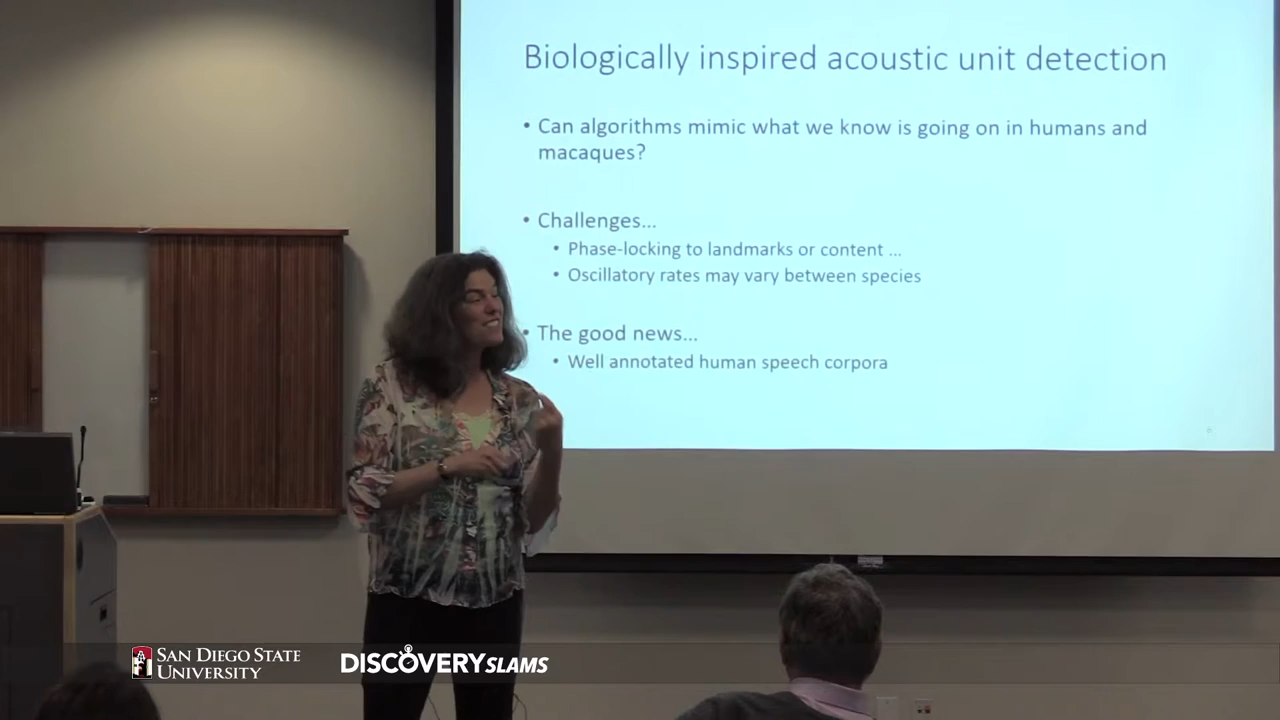 Biologically inspired acoustic unit detection
• Can algorithms mimic what we know is going on in humans and
macaques?
• Challenges...
• Phase-locking to landmarks or content ...
• Oscillatory rates may vary between species
• The good news...
• Well annotated human speech corpora
SAN DIEGO STATE
UNIVERSITY
DISCOVERY SLAMS